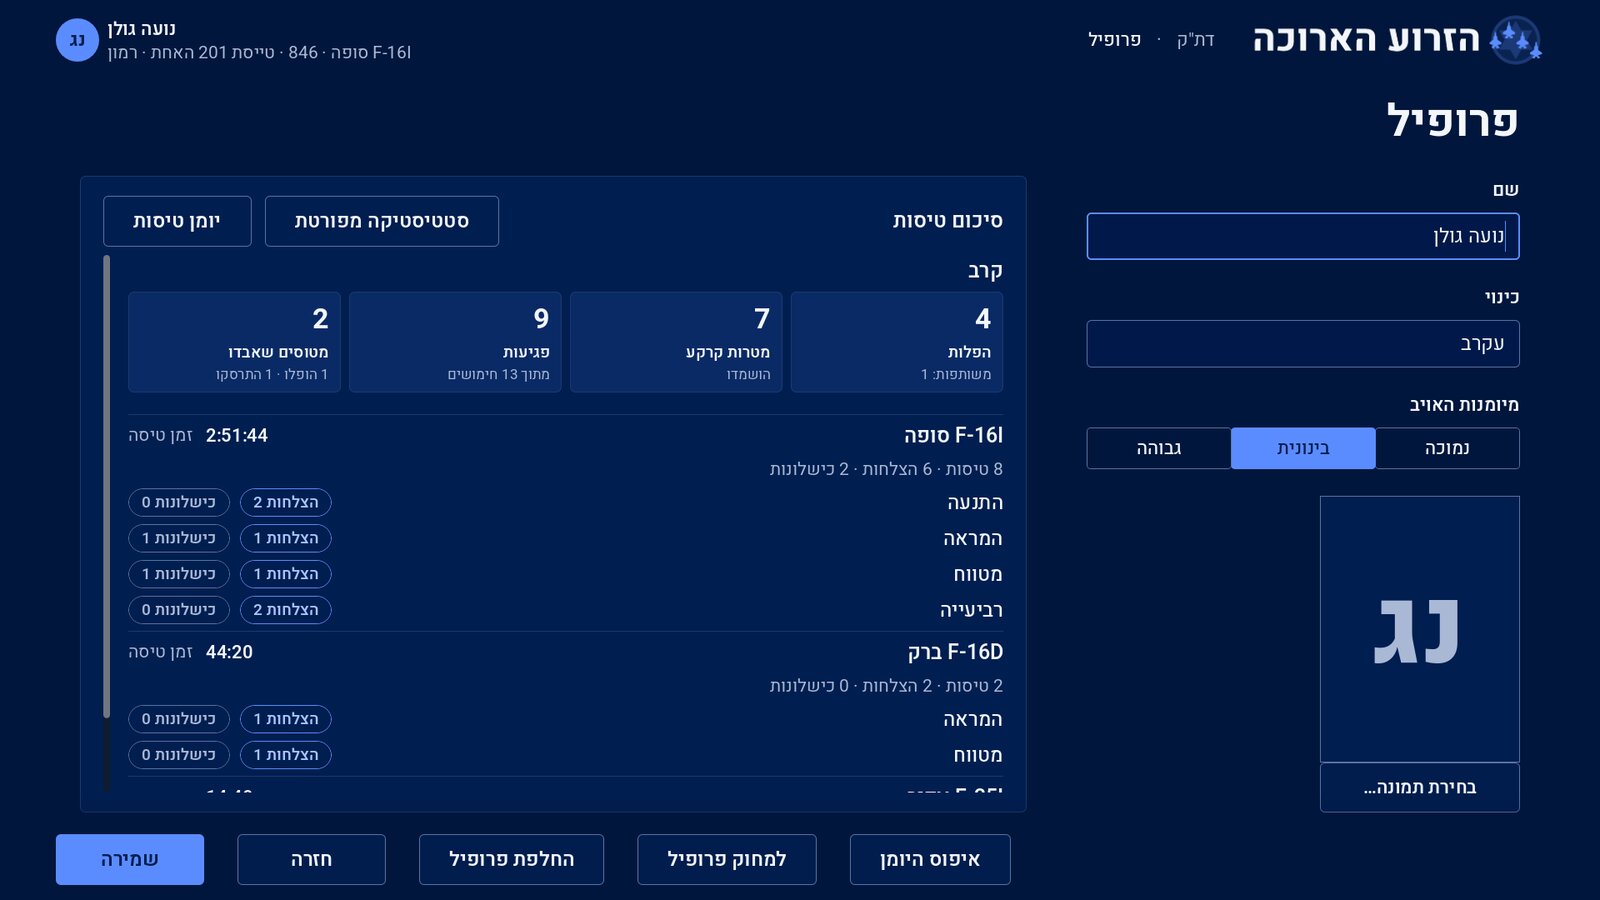 הזרוע הארוכה
דת"ק · פרופיל
נועה גולן
F-16I סופה · 846 · טייסת 201 האחת · רמון
נג
פרופיל
שם
נועה גולן
כינוי
עקרב
מיומנות האויב
נמוכה
בינונית
גבוהה
נג
בחירת תמונה...
סיכום טיסות
סטטיסטיקה מפורטת
יומן טיסות
קרב
4
הפלות
משותפות: 1
7
מטרות קרקע
הושמדו
9
פגיעות
מתוך 13 חימושים
2
מטוסים שאבדו
1 הופלו · 1 התרסקו
F-16I סופה
2:51:44 זמן טיסה
8 טיסות · 6 הצלחות · 2 כישלונות
התנעה
הצלחות 2
כישלונות 0
המראה
הצלחות 1
כישלונות 1
מטווח
הצלחות 1
כישלונות 1
רביעייה
הצלחות 2
כישלונות 0
F-16D ברק
44:20 זמן טיסה
2 טיסות · 2 הצלחות · 0 כישלונות
המראה
הצלחות 1
כישלונות 0
מטווח
הצלחות 1
כישלונות 0
איפוס היומן
למחוק פרופיל
החלפת פרופיל
חזרה
שמירה